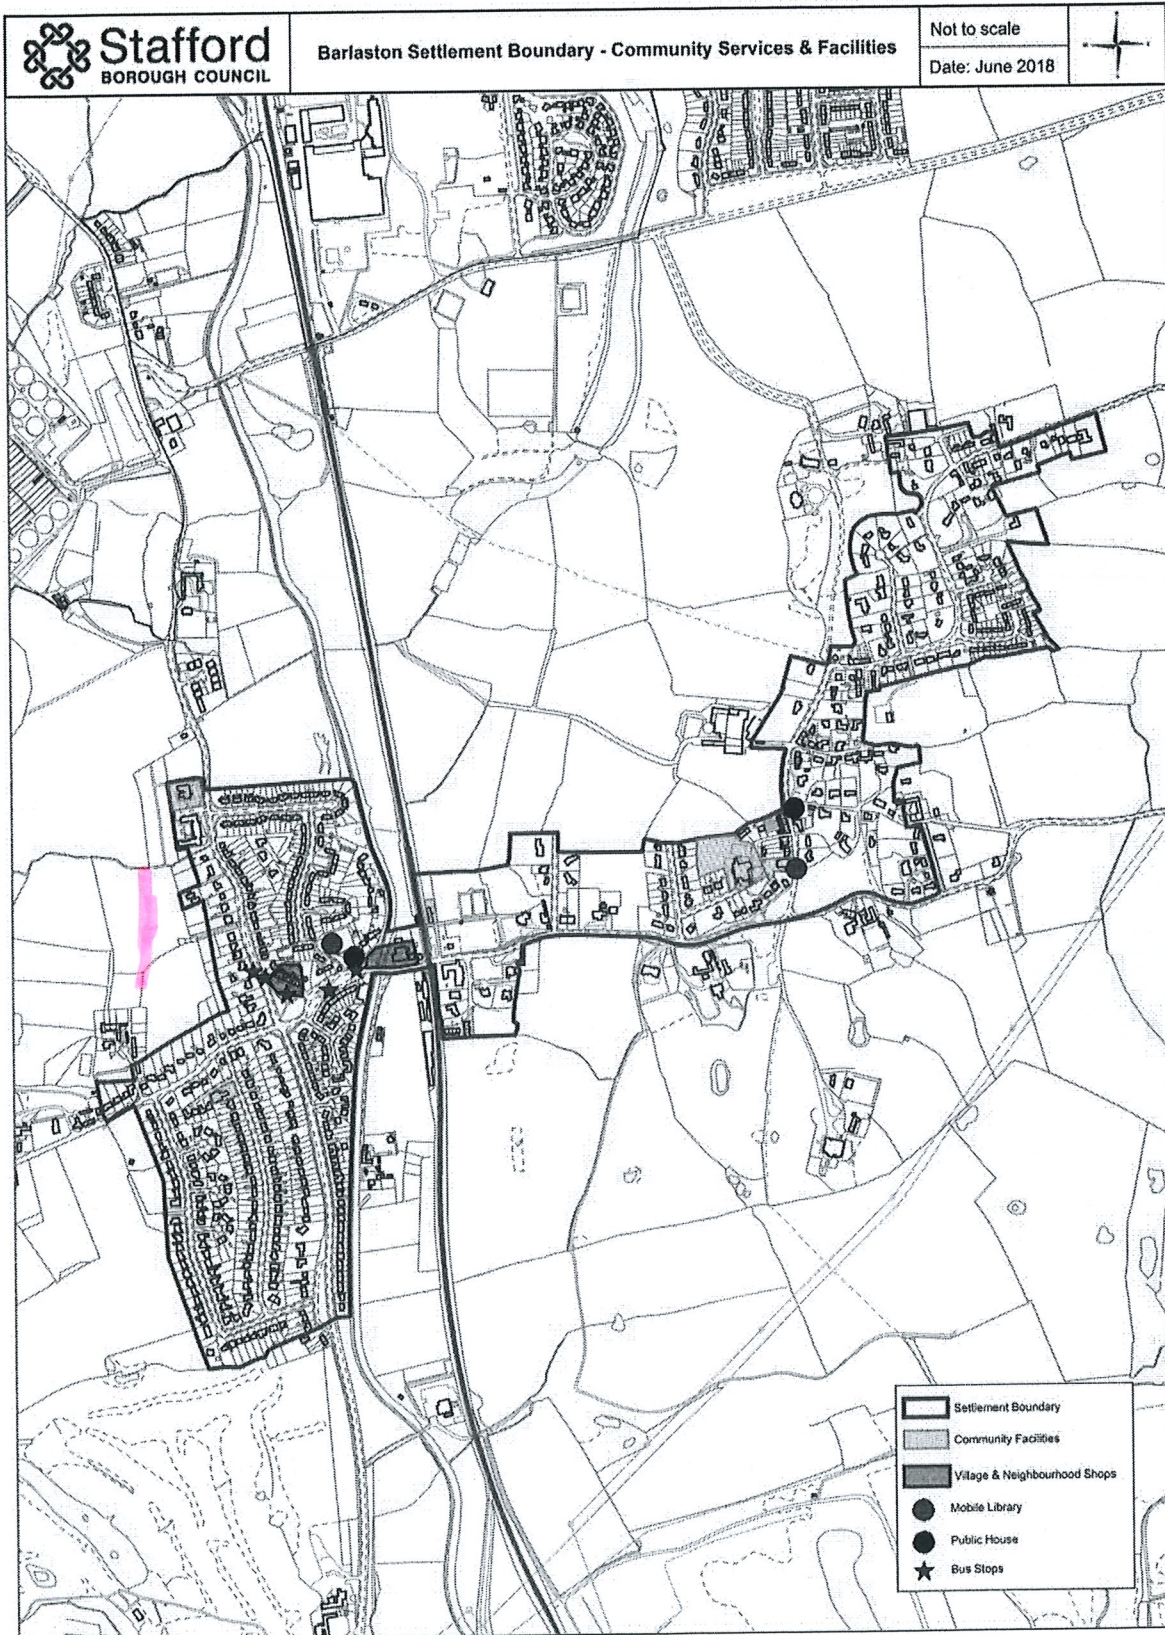 Stafford
BOROUGH COUNCIL
Barlaston Settlement Boundary - Community Services & Facilities
Not to scale
Date: June 2018
Settlement Boundary
Community Facilities
Village & Neighbourhood Shops
Mobile Library
Public House
Bus Stops